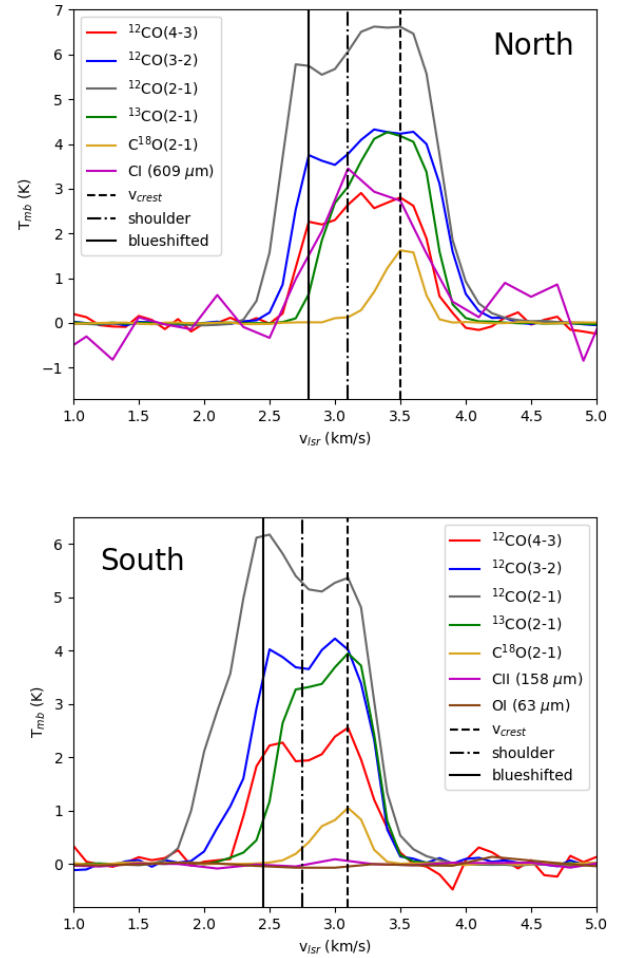 7
6
5
4
3
2
1
0
−1
T_mb (K)
¹²CO(4-3)
¹²CO(3-2)
¹²CO(2-1)
¹³CO(2-1)
C¹⁸O(2-1)
CI (609 μm)
v_crest
shoulder
blueshifted
North
1.0 1.5 2.0 2.5 3.0 3.5 4.0 4.5 5.0
v_lsr (km/s)
6
5
4
3
2
1
0
T_mb (K)
South
¹²CO(4-3)
¹²CO(3-2)
¹²CO(2-1)
¹³CO(2-1)
C¹⁸O(2-1)
CII (158 μm)
OI (63 μm)
v_crest
shoulder
blueshifted
1.0 1.5 2.0 2.5 3.0 3.5 4.0 4.5 5.0
v_lsr (km/s)